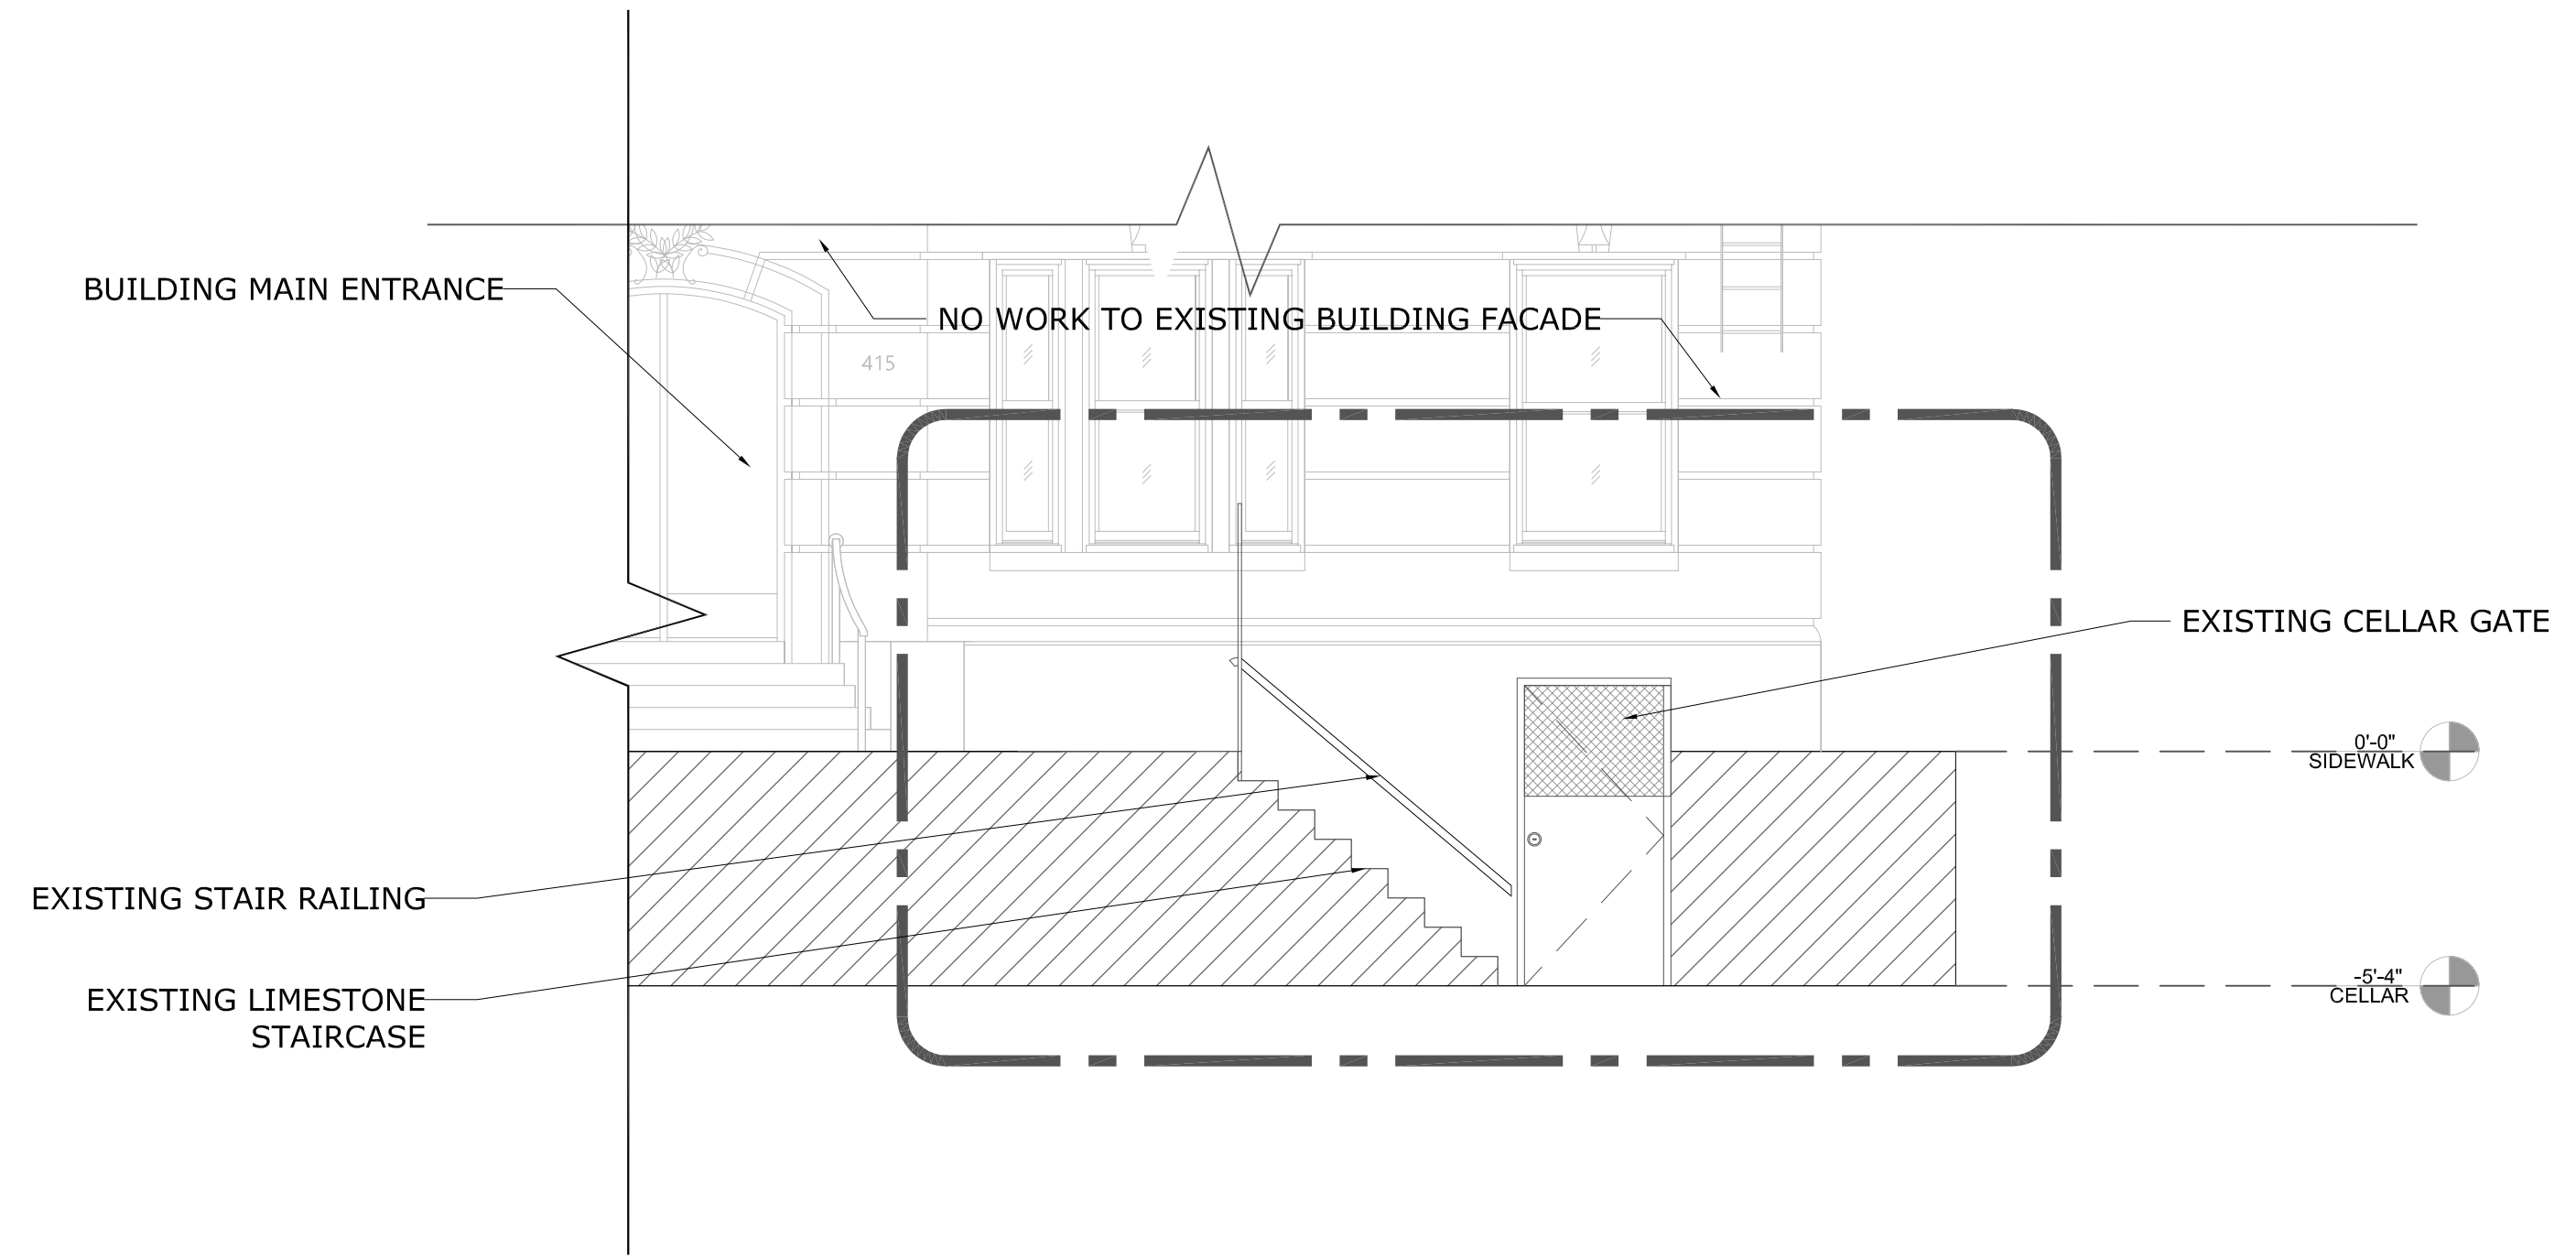 BUILDING MAIN ENTRANCE
NO WORK TO EXISTING BUILDING FACADE
415
EXISTING CELLAR GATE
0'-0"
SIDEWALK
EXISTING STAIR RAILING
-5'-4"
CELLAR
EXISTING LIMESTONE
STAIRCASE